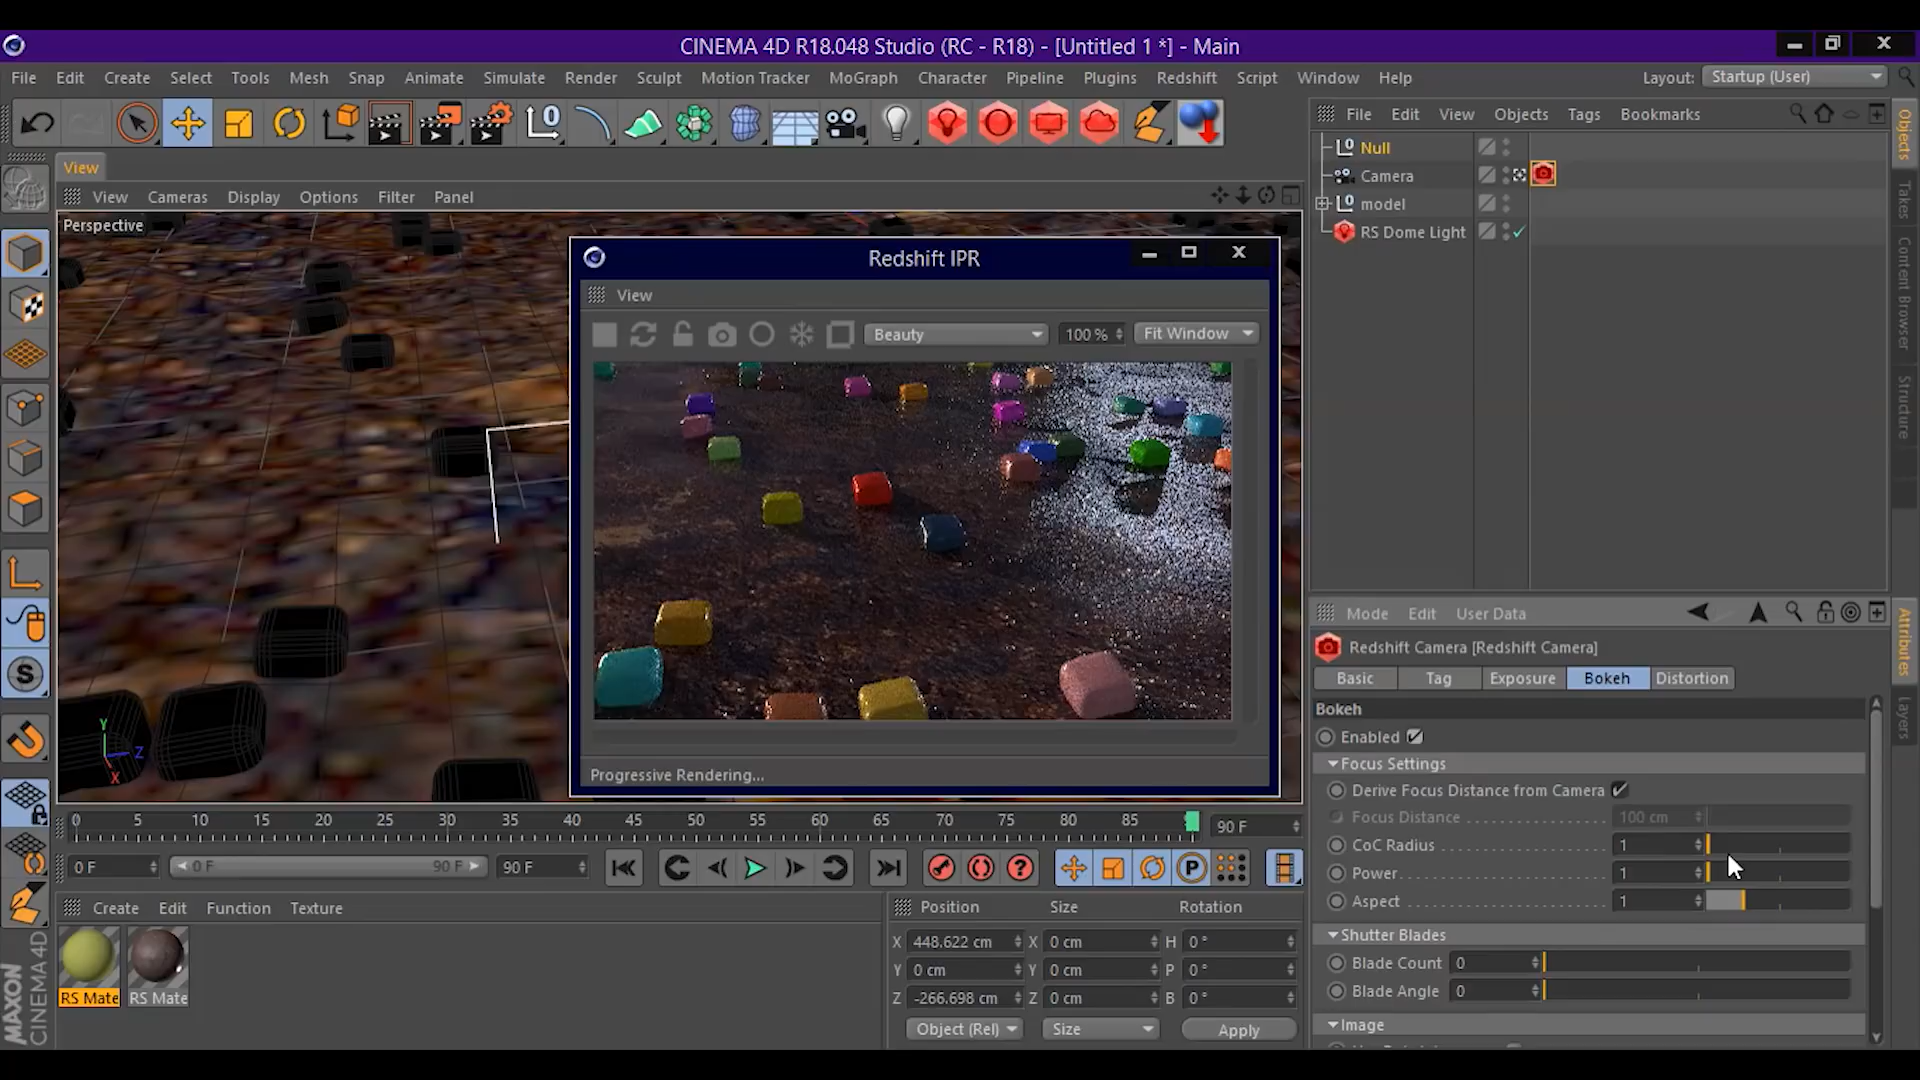 CINEMA 4D R18.048 Studio (RC - R18) - [Untitled 1 *] - Main
File Edit Create Select Tools Mesh Snap Animate Simulate Render Sculpt Motion Tracker MoGraph Character Pipeline Plugins Redshift Script Window Help Layout: Startup (User)
File Edit View Objects Tags Bookmarks
View
View Cameras Display Options Filter Panel
Perspective
Null
Camera
model
RS Dome Light
Objects
Takes
Content Browser
Structure
Redshift IPR
View
Beauty 100 % Fit Window
Progressive Rendering...
Mode Edit User Data
Redshift Camera [Redshift Camera]
Basic Tag Exposure Bokeh Distortion
Bokeh
Enabled
Focus Settings
Derive Focus Distance from Camera
Focus Distance 100 cm
CoC Radius 1
Power 1
Aspect 1
Shutter Blades
Blade Count 0
Blade Angle 0
Image
Attributes
Layers
0 5 10 15 20 25 30 35 40 45 50 55 60 65 70 75 80 85 90 F
0 F 0 F 90 F 90 F
Create Edit Function Texture
RS Mate RS Mate
Position Size Rotation
X 448.622 cm X 0 cm H 0 °
Y 0 cm Y 0 cm P 0 °
Z -266.698 cm Z 0 cm B 0 °
Object (Rel) Size Apply
MAXON
CINEMA 4D
X
Y
Z